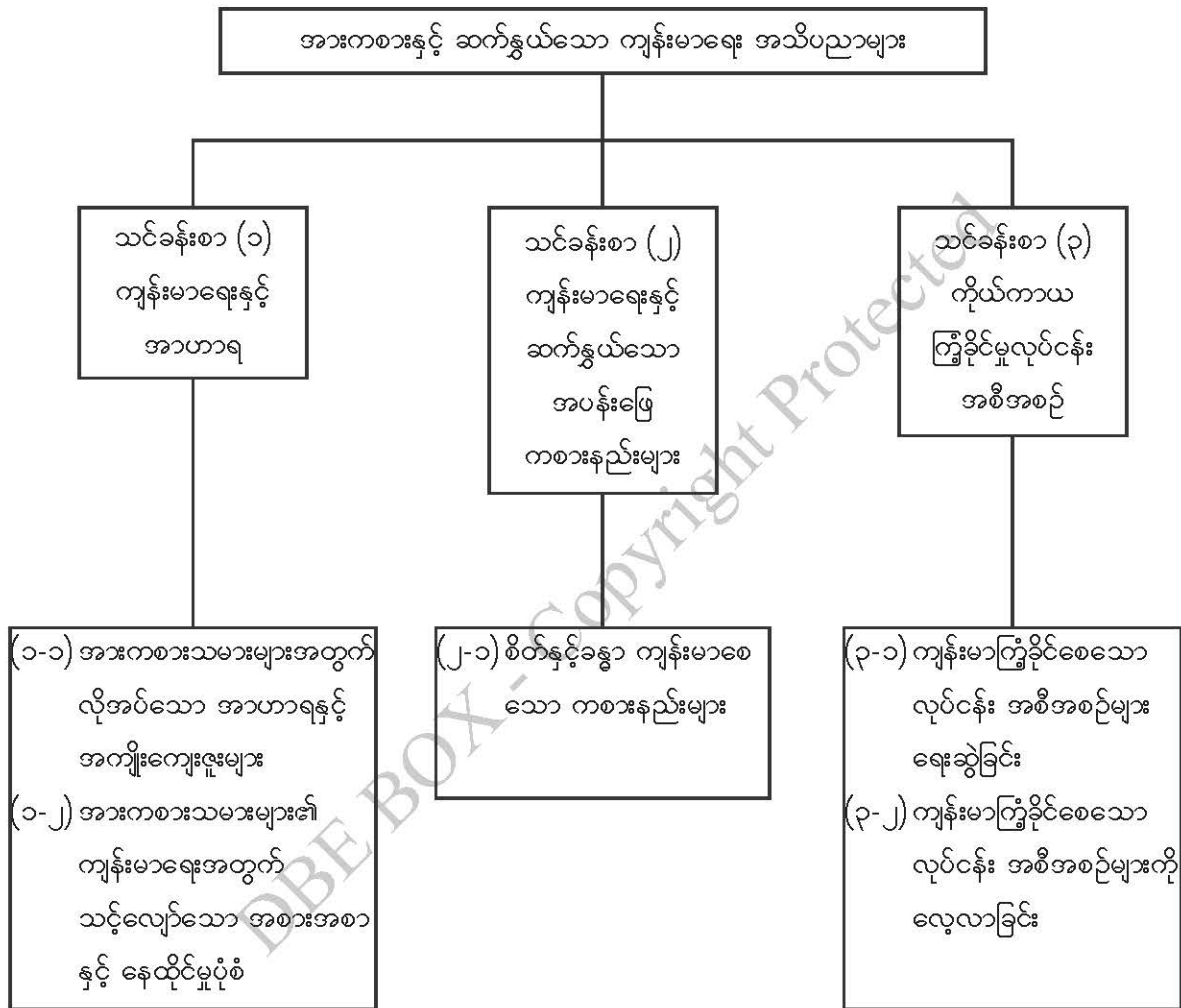 အားကစားနှင့် ဆက်နွှယ်သော ကျန်းမာရေး အသိပညာများ
သင်ခန်းစာ (၁)
ကျန်းမာရေးနှင့်
အာဟာရ
သင်ခန်းစာ (၂)
ကျန်းမာရေးနှင့်
ဆက်နွှယ်သော
အပန်းဖြေ
ကစားနည်းများ
သင်ခန်းစာ (၃)
ကိုယ်ကာယ
ကြံ့ခိုင်မှုလုပ်ငန်း
အစီအစဉ်
(၁-၁) အားကစားသမားများအတွက်
လိုအပ်သော အာဟာရနှင့်
အကျိုးကျေးဇူးများ
(၁-၂) အားကစားသမားများ၏
ကျန်းမာရေးအတွက်
သင့်လျော်သော အစားအစာ
နှင့် နေထိုင်မှုပုံစံ
(၂-၁) စိတ်နှင့်ခန္ဓာ ကျန်းမာစေ
သော ကစားနည်းများ
(၃-၁) ကျန်းမာကြံ့ခိုင်စေသော
လုပ်ငန်း အစီအစဉ်များ
ရေးဆွဲခြင်း
(၃-၂) ကျန်းမာကြံ့ခိုင်စေသော
လုပ်ငန်း အစီအစဉ်များကို
လေ့လာခြင်း
DBE BOX - Copyright Protected